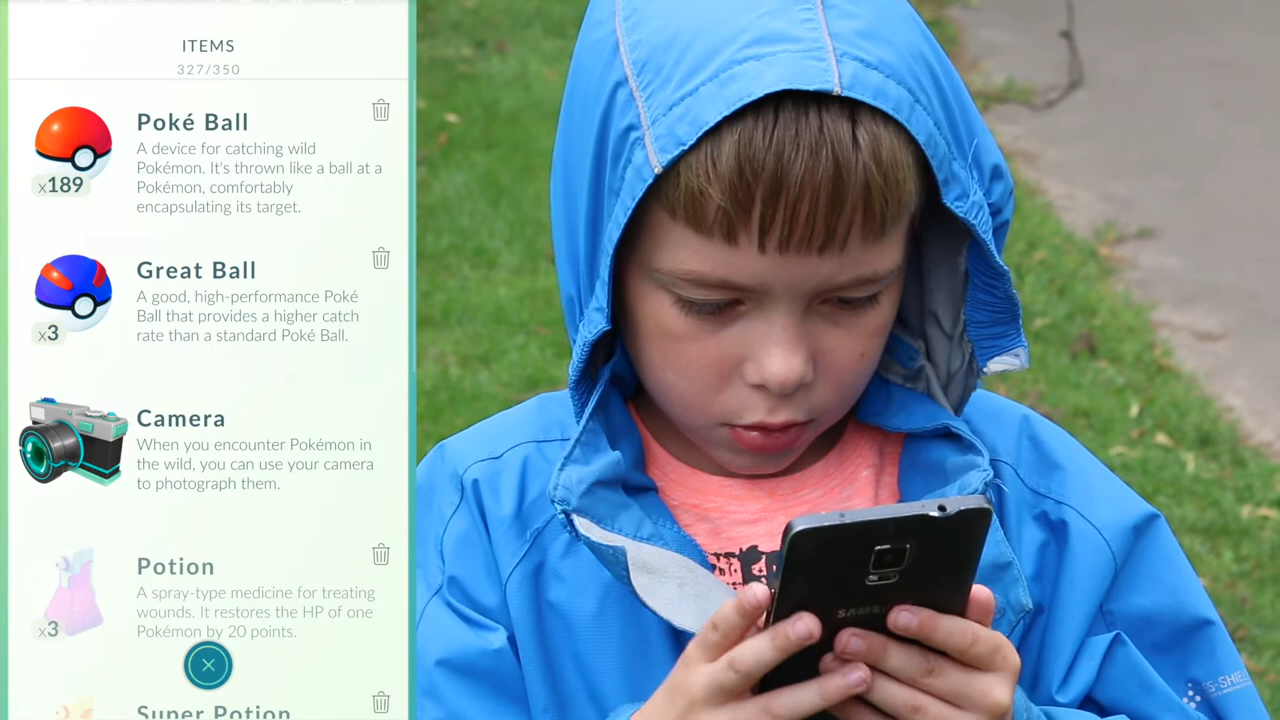 ITEMS
327/350
Poké Ball
A device for catching wild
Pokémon. It's thrown like a ball at a
Pokémon, comfortably
encapsulating its target.
x189
Great Ball
A good, high-performance Poké
Ball that provides a higher catch
rate than a standard Poké Ball.
x3
Camera
When you encounter Pokémon in
the wild, you can use your camera
to photograph them.
Potion
A spray-type medicine for treating
wounds. It restores the HP of one
Pokémon by 20 points.
x3
Super Potion
SAMSUNG